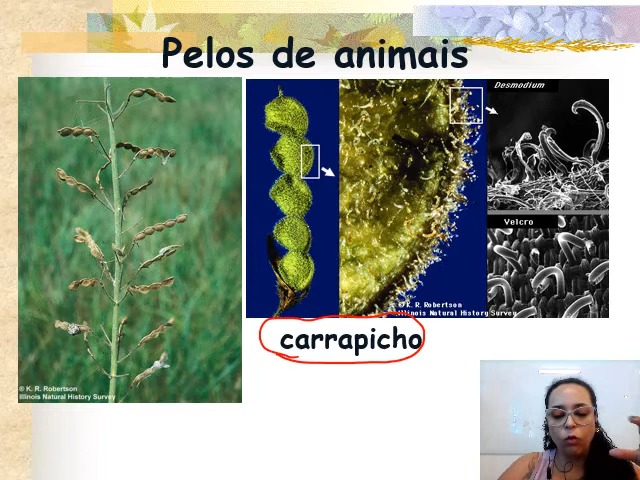 Pelos de animais
Desmodium
Velcro
© K. R. Robertson
Illinois Natural History Survey
carrapicho
© K. R. Robertson
Illinois Natural History Survey